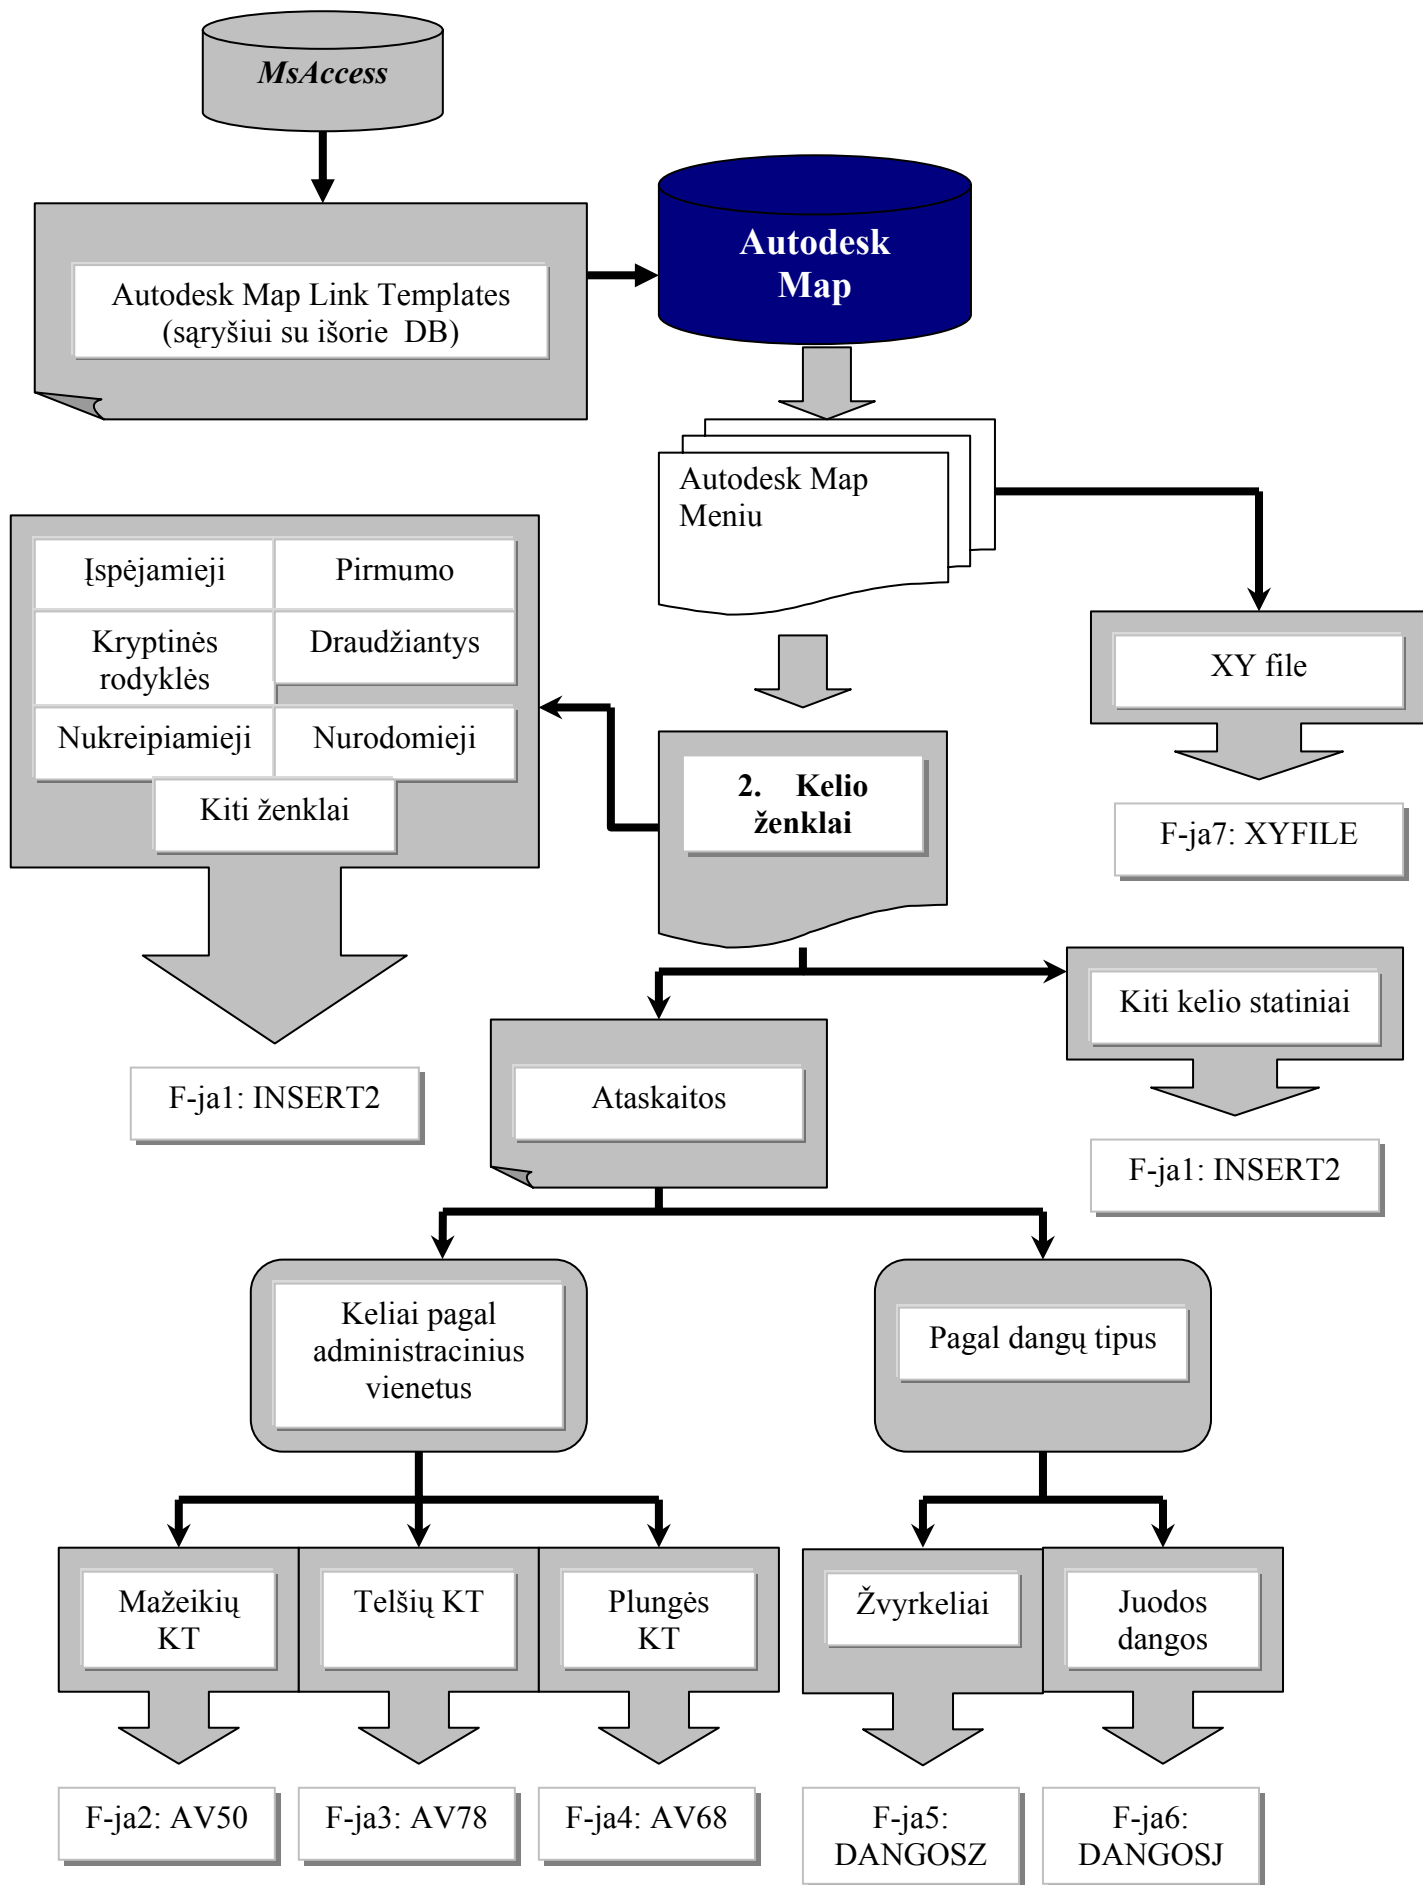 MsAccess
Autodesk
Map
Autodesk Map Link Templates
(sąryšiui su išorie  DB)
Autodesk Map
Meniu
Įspėjamieji
Pirmumo
Kryptinės
rodyklės
Draudžiantys
Nukreipiamieji
Nurodomieji
Kiti ženklai
XY file
2. Kelio
ženklai
F-ja7: XYFILE
Kiti kelio statiniai
F-ja1: INSERT2
Ataskaitos
F-ja1: INSERT2
Keliai pagal
administracinius
vienetus
Pagal dangų tipus
Mažeikių
KT
Telšių KT
Plungės
KT
Žvyrkeliai
Juodos
dangos
F-ja2: AV50
F-ja3: AV78
F-ja4: AV68
F-ja5:
DANGOSZ
F-ja6:
DANGOSJ